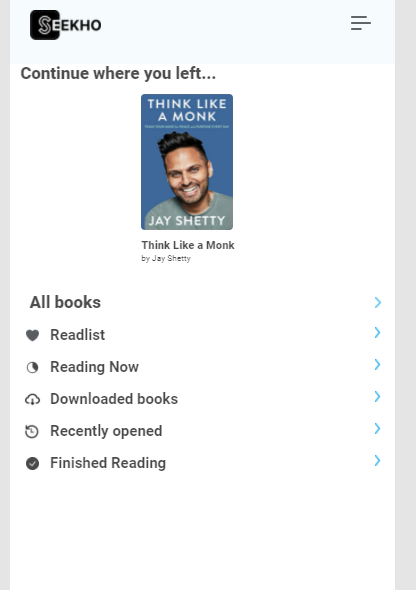 SEEKHO
Continue where you left...
THINK LIKE
A MONK
JAY SHETTY
Think Like a Monk
by Jay Shetty
All books
Readlist
Reading Now
Downloaded books
Recently opened
Finished Reading